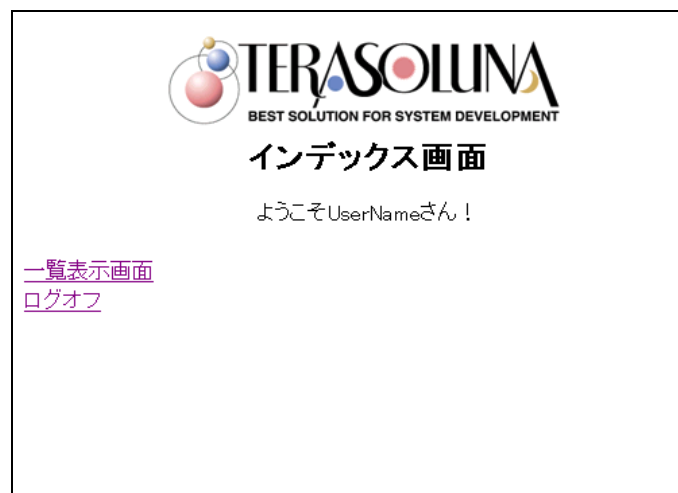 TERASOLUNA
BEST SOLUTION FOR SYSTEM DEVELOPMENT
インデックス画面
ようこそUserNameさん！
一覧表示画面
ログオフ